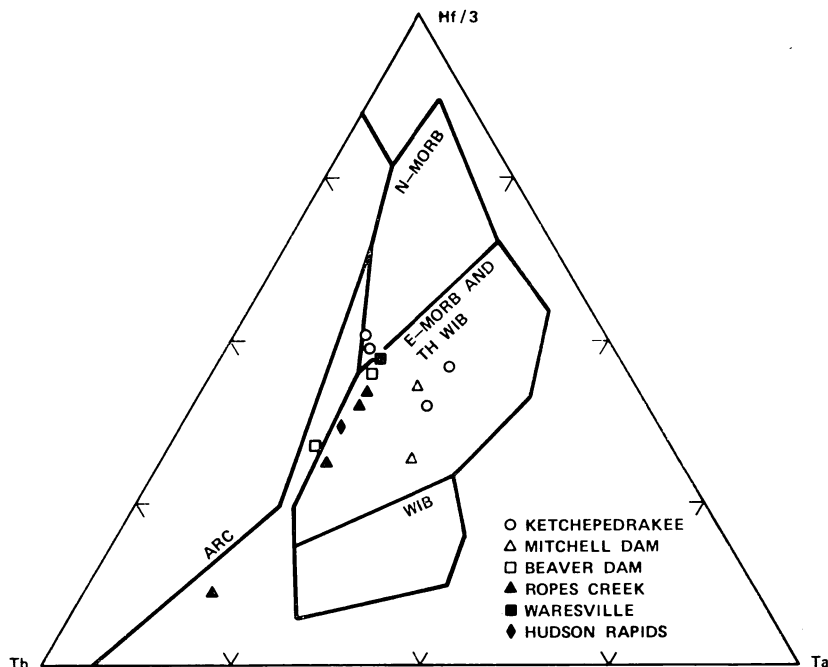 Hf/3
N-MORB
E-MORB AND
TH WIB
WIB
ARC
○ KETCHEPEDRAKEE
△ MITCHELL DAM
□ BEAVER DAM
▲ ROPES CREEK
■ WARESVILLE
♦ HUDSON RAPIDS
Th
Ta